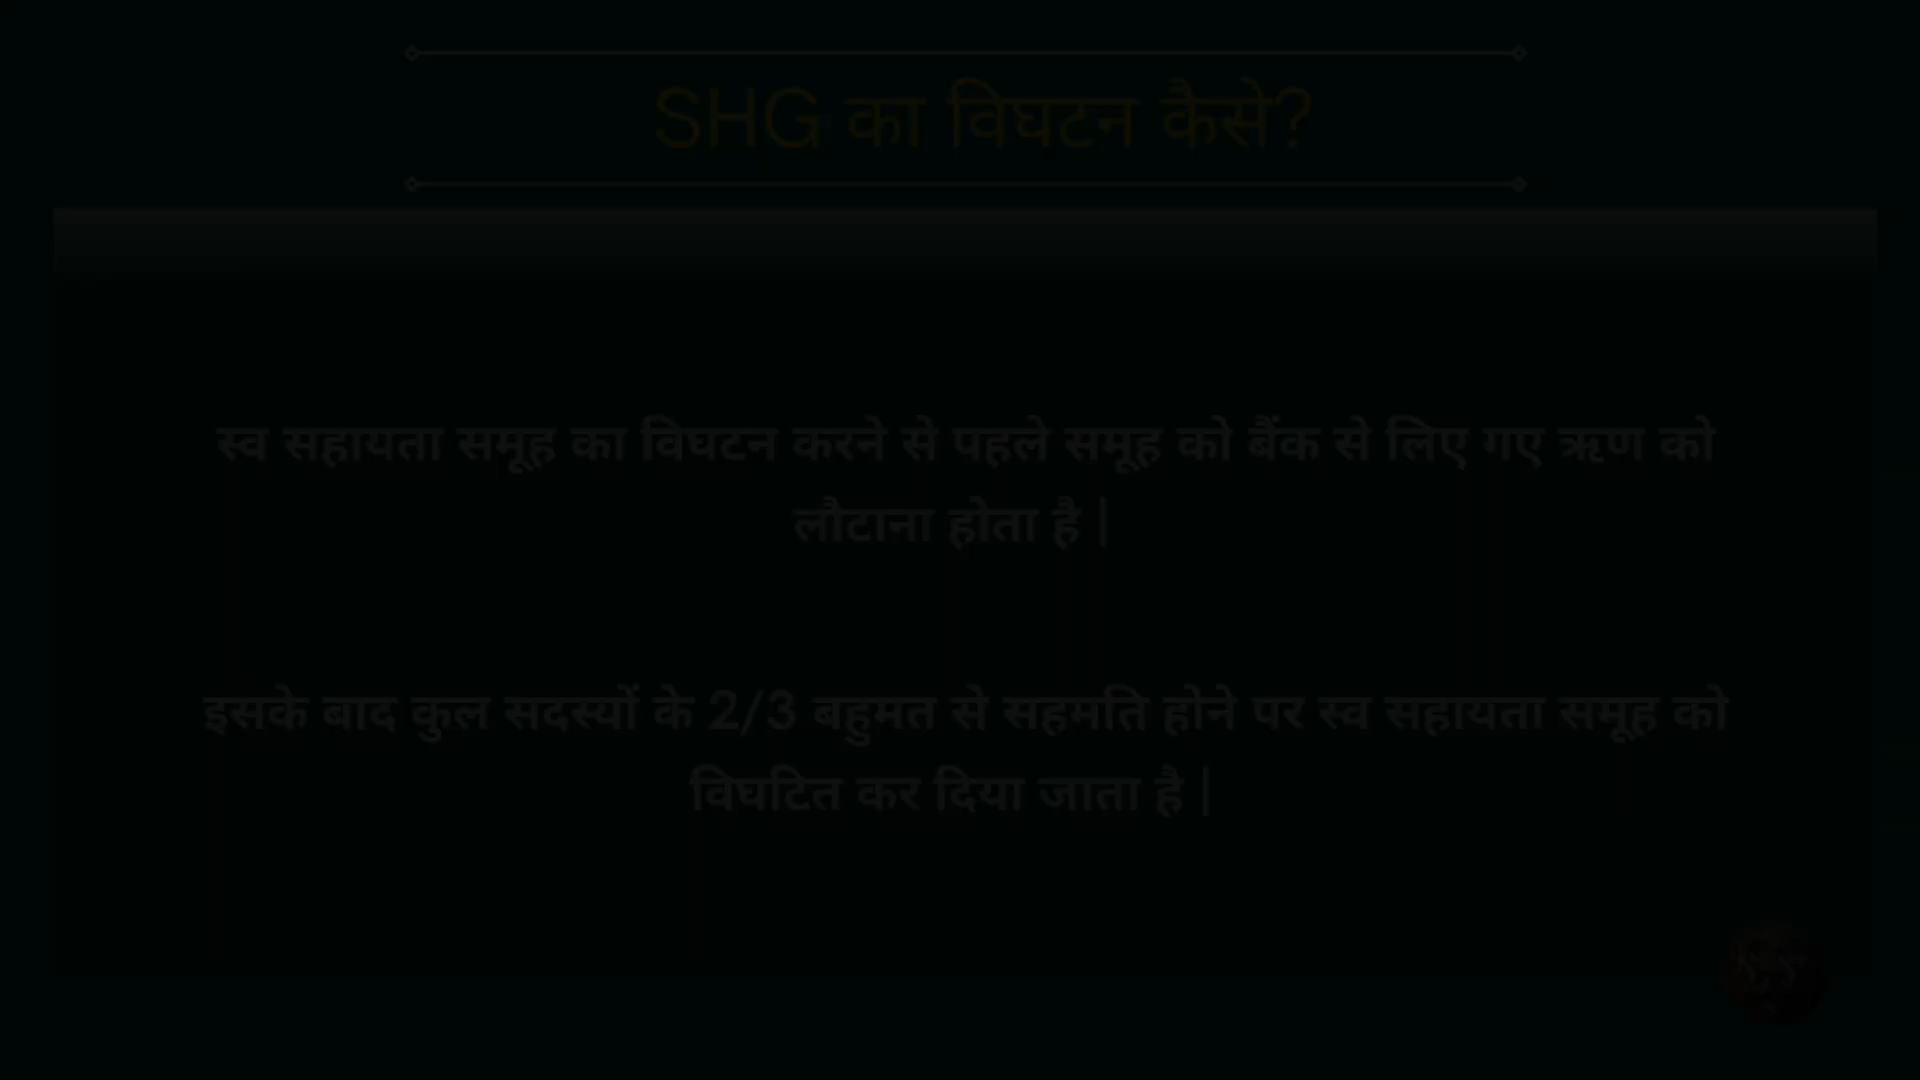 SHG का विघटन कैसे?
स्व सहायता समूह का विघटन करने से पहले समूह को बैंक से लिए गए ऋण को
लौटाना होता है |
इसके बाद कुल सदस्यों के 2/3 बहुमत से सहमति होने पर स्व सहायता समूह को
विघटित कर दिया जाता है |